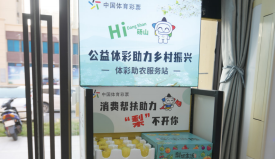 中国体育彩票
Hi 砀山
公益体彩助力乡村振兴
—体彩助农服务站—
中国体育彩票
消费帮扶助力
“梨”不开你